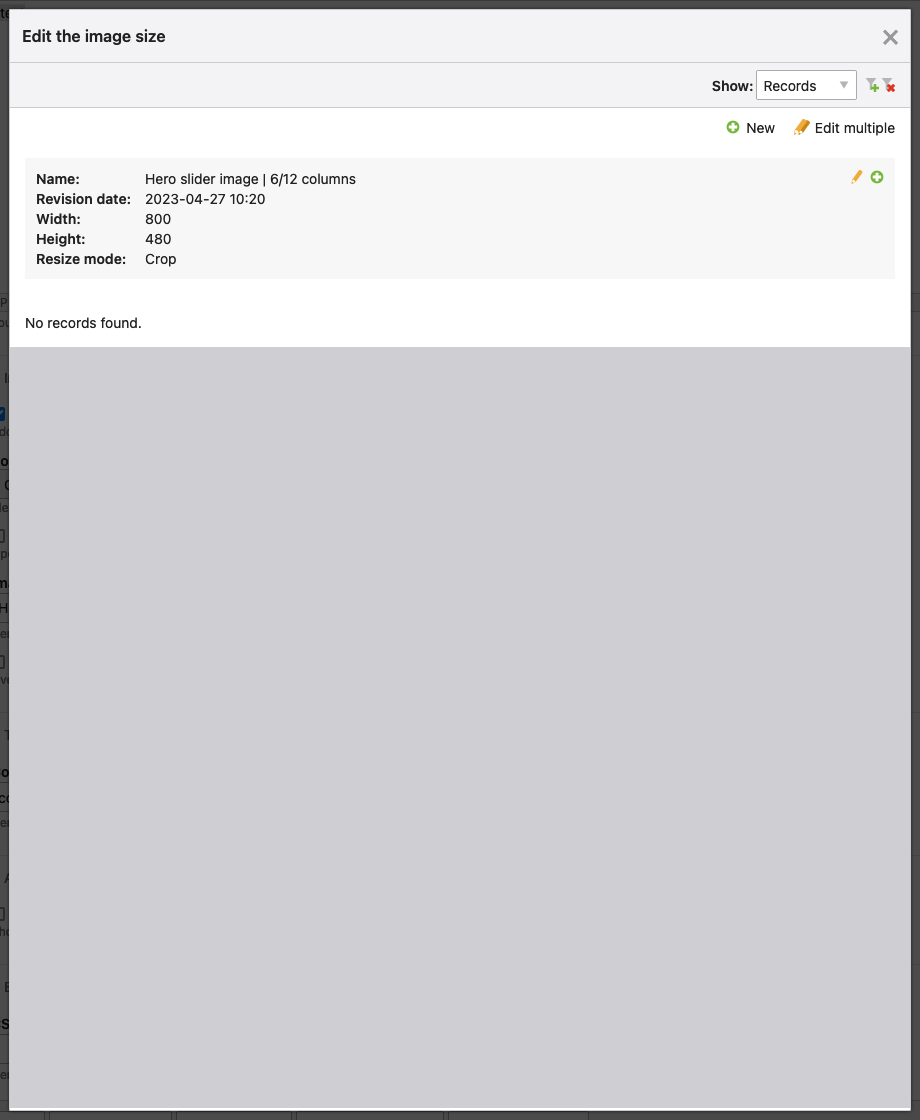 Edit the image size
Show: Records
New Edit multiple
Name: Hero slider image | 6/12 columns
Revision date: 2023-04-27 10:20
Width: 800
Height: 480
Resize mode: Crop
No records found.